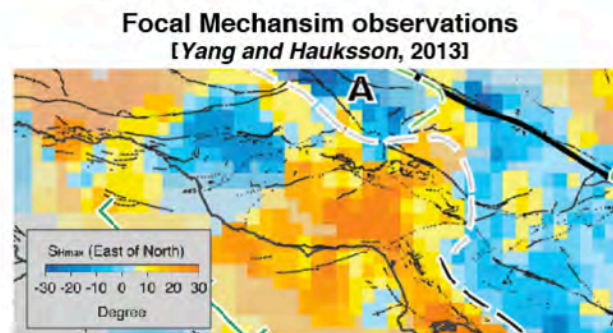 Focal Mechansim observations
[Yang and Hauksson, 2013]
A
SHmax (East of North)
-30 -20 -10 0 10 20 30
Degree